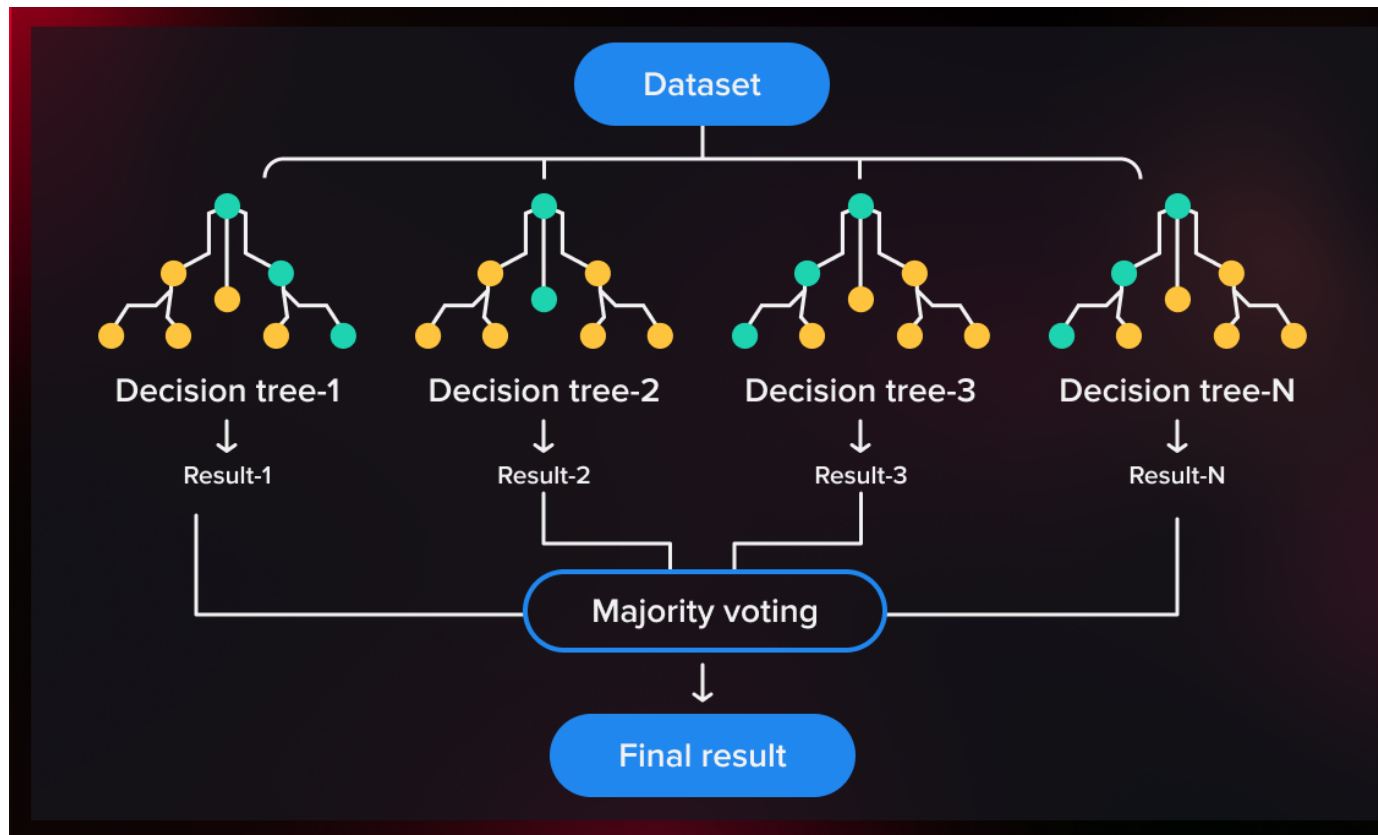 Dataset
Decision tree-1
Decision tree-2
Decision tree-3
Decision tree-N
Result-1
Result-2
Result-3
Result-N
Majority voting
Final result